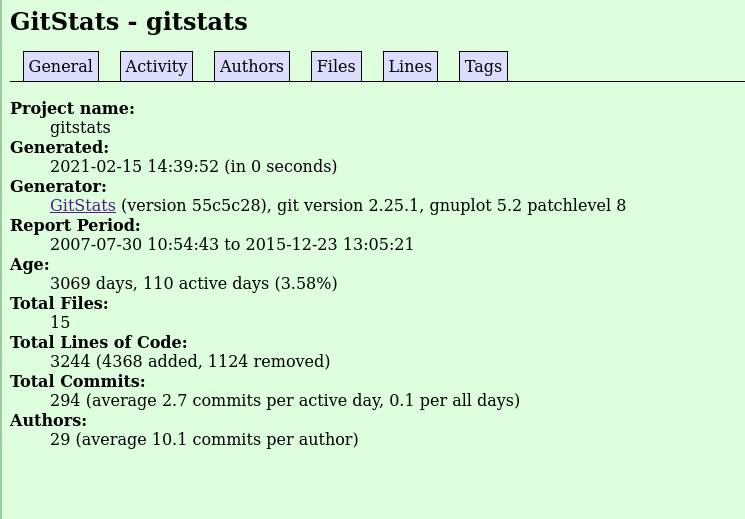 GitStats - gitstats
General Activity Authors Files Lines Tags
Project name:
gitstats
Generated:
2021-02-15 14:39:52 (in 0 seconds)
Generator:
GitStats (version 55c5c28), git version 2.25.1, gnuplot 5.2 patchlevel 8
Report Period:
2007-07-30 10:54:43 to 2015-12-23 13:05:21
Age:
3069 days, 110 active days (3.58%)
Total Files:
15
Total Lines of Code:
3244 (4368 added, 1124 removed)
Total Commits:
294 (average 2.7 commits per active day, 0.1 per all days)
Authors:
29 (average 10.1 commits per author)